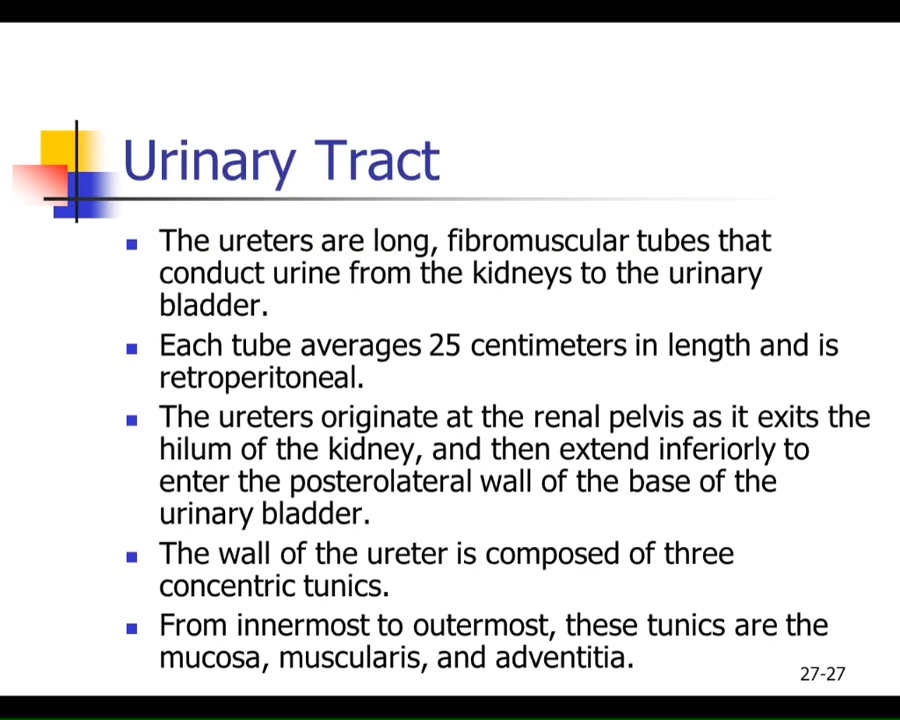 Urinary Tract
The ureters are long, fibromuscular tubes that
conduct urine from the kidneys to the urinary
bladder.
Each tube averages 25 centimeters in length and is
retroperitoneal.
The ureters originate at the renal pelvis as it exits the
hilum of the kidney, and then extend inferiorly to
enter the posterolateral wall of the base of the
urinary bladder.
The wall of the ureter is composed of three
concentric tunics.
From innermost to outermost, these tunics are the
mucosa, muscularis, and adventitia.
27-27